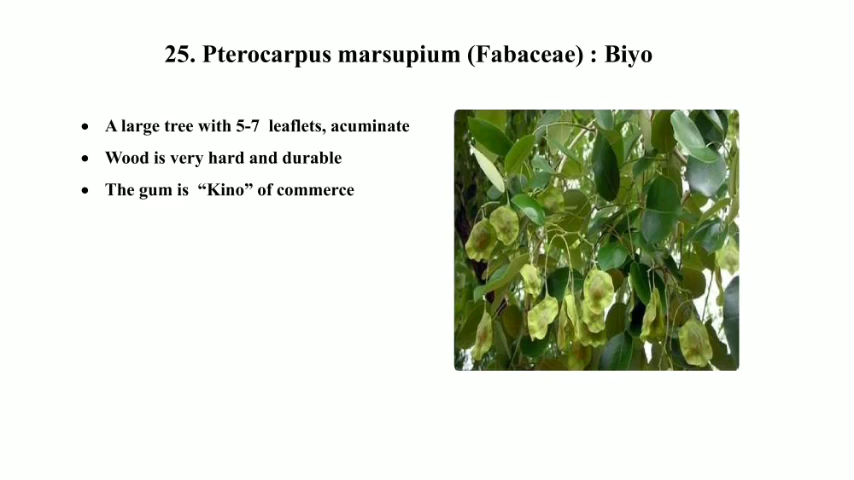 25. Pterocarpus marsupium (Fabaceae) : Biyo
• A large tree with 5-7 leaflets, acuminate
• Wood is very hard and durable
• The gum is “Kino” of commerce